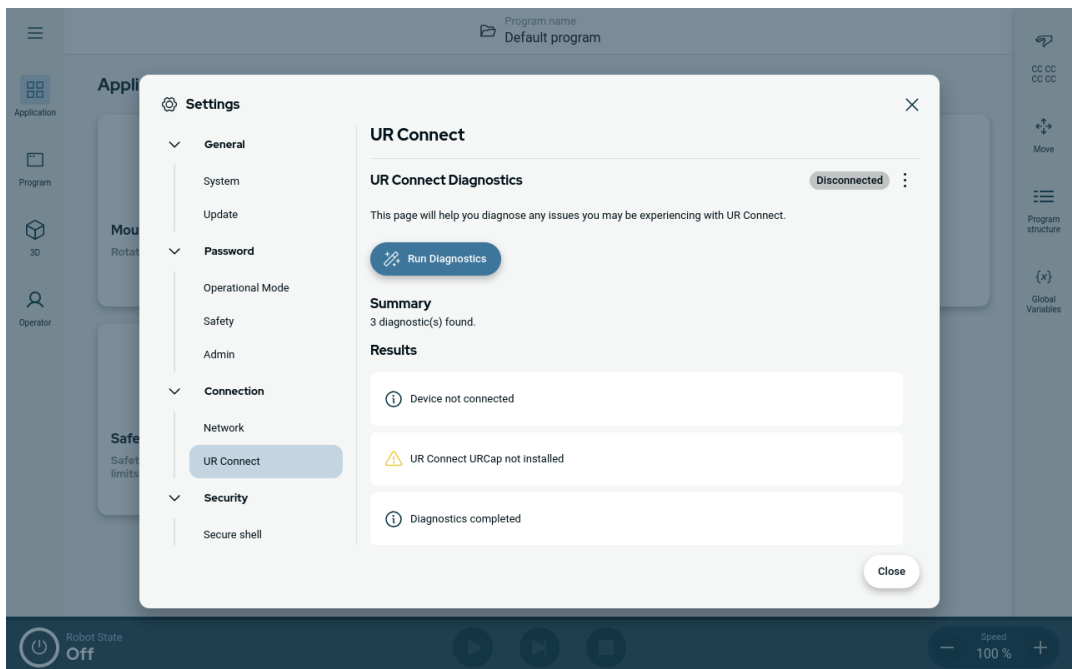 Program name
Default program
Application
Program
3D
Operator
Appli
Mou
Rotat
Safe
Safet
limits
Settings
General
System
Update
Password
Operational Mode
Safety
Admin
Connection
Network
UR Connect
Security
Secure shell
UR Connect
UR Connect Diagnostics
Disconnected
This page will help you diagnose any issues you may be experiencing with UR Connect.
Run Diagnostics
Summary
3 diagnostic(s) found.
Results
Device not connected
UR Connect URCap not installed
Diagnostics completed
Close
CC CC
CC CC
Move
Program
structure
{x}
Global
Variables
Robot State
Off
Speed
100 %